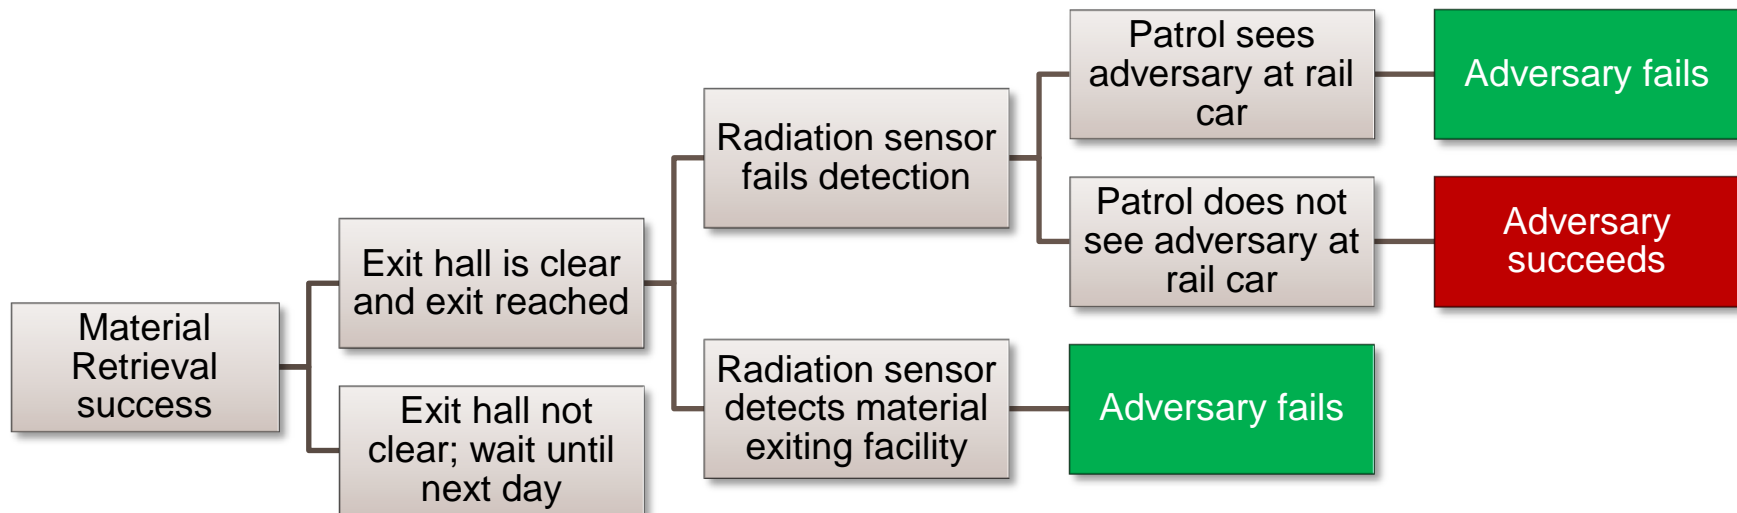 Material
Retrieval
success
Exit hall is clear
and exit reached
Exit hall not
clear; wait until
next day
Radiation sensor
fails detection
Radiation sensor
detects material
exiting facility
Patrol sees
adversary at rail
car
Patrol does not
see adversary at
rail car
Adversary fails
Adversary fails
Adversary
succeeds